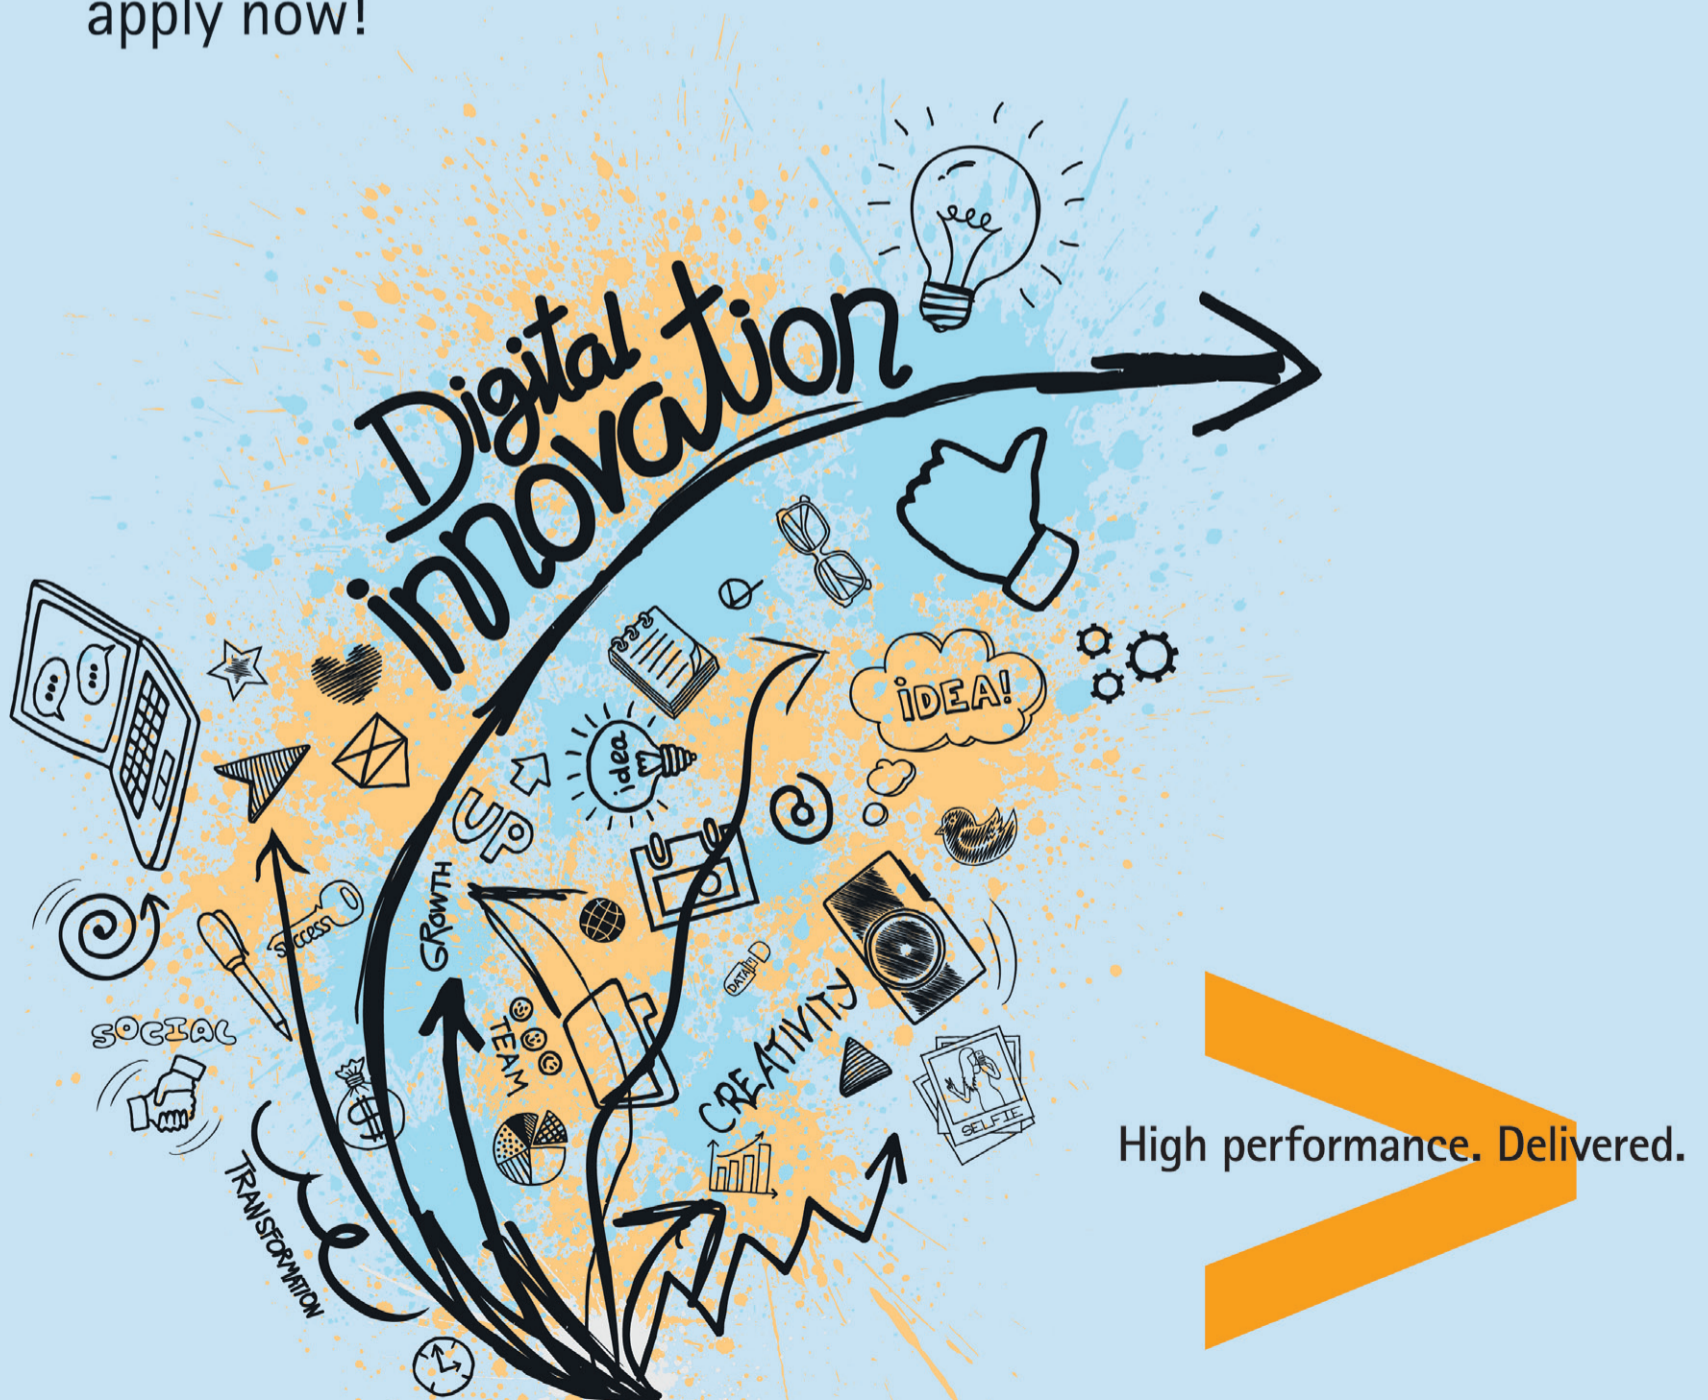 apply now!
Digital
innovation
IDEA!
idea
UP
GROWTH
SUCCESS
DATA
SOCIAL
TEAM
CREATIVITY
SELFIE
High performance. Delivered.
TRANSFORMATION